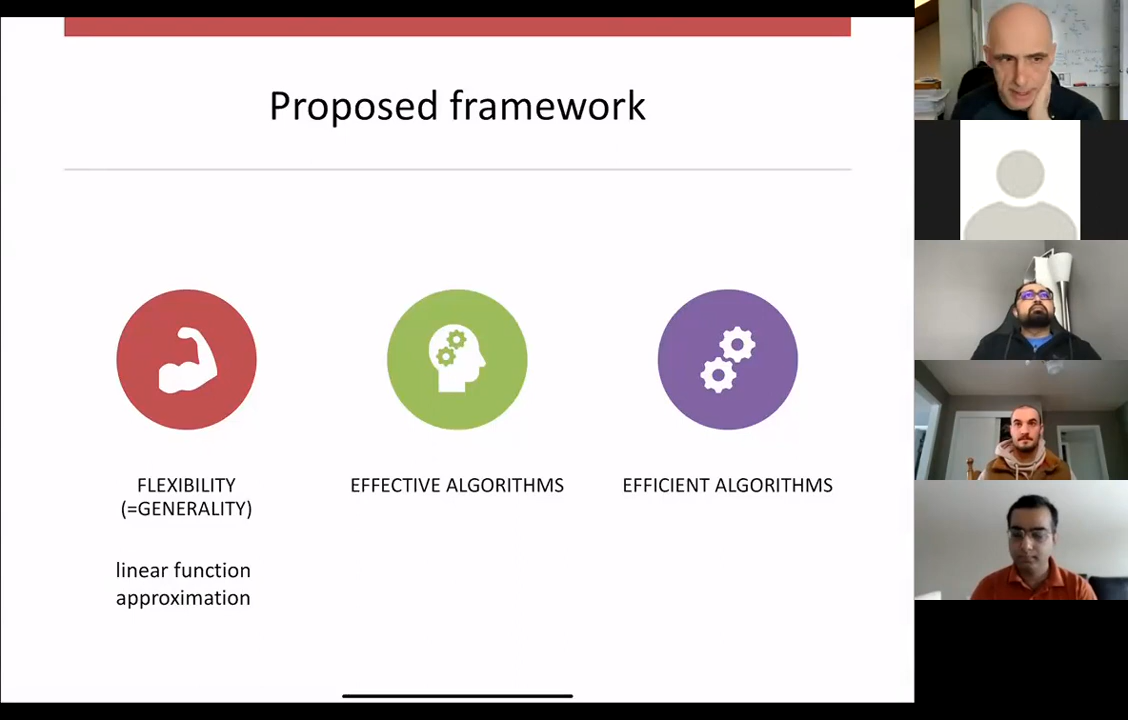 Proposed framework
FLEXIBILITY
(=GENERALITY)
EFFECTIVE ALGORITHMS
EFFICIENT ALGORITHMS
linear function
approximation